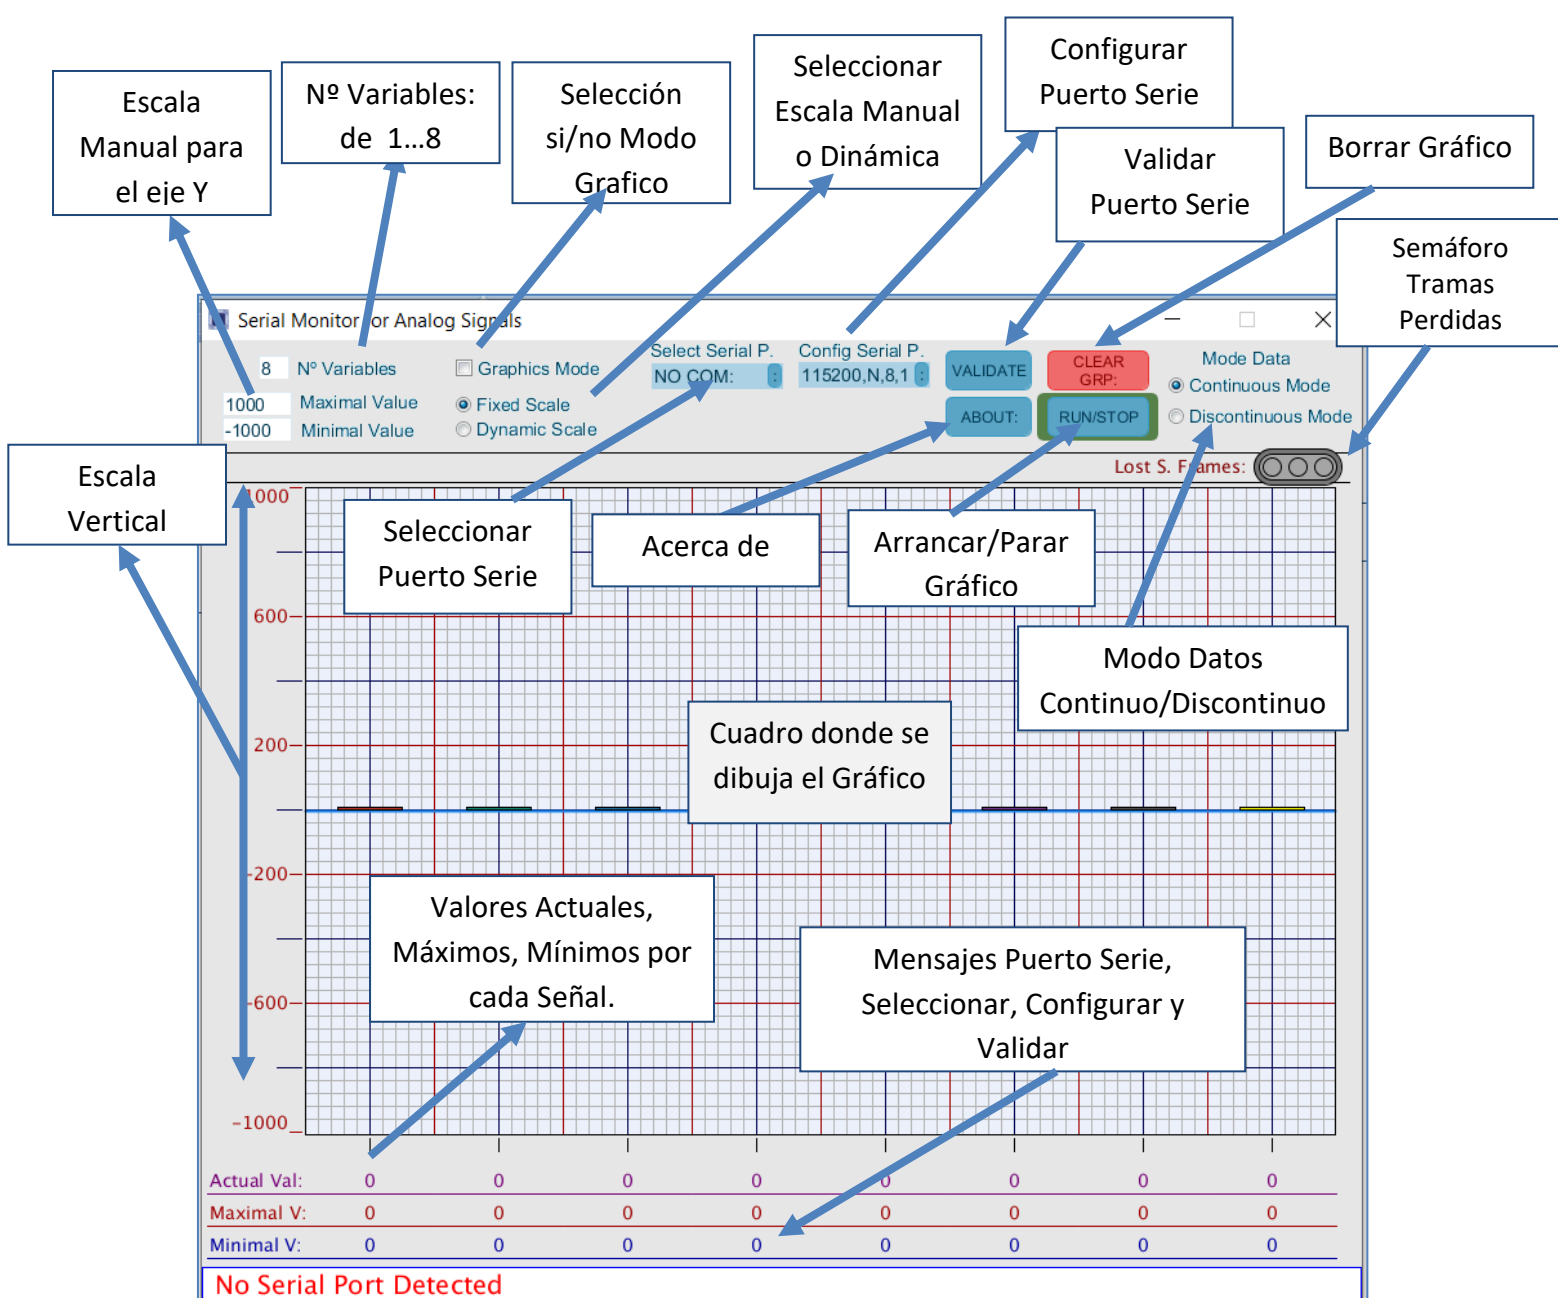 Escala
Manual para
el eje Y
Nº Variables:
de 1...8
Selección
si/no Modo
Grafico
Seleccionar
Escala Manual
o Dinámica
Configurar
Puerto Serie
Validar
Puerto Serie
Borrar Gráfico
Semáforo
Tramas
Perdidas
Serial Monitor for Analog Signals
8 Nº Variables
1000 Maximal Value
-1000 Minimal Value
Graphics Mode
Fixed Scale
Dynamic Scale
Select Serial P.
NO COM: :
Config Serial P.
115200,N,8,1 :
VALIDATE
ABOUT:
CLEAR
GRP:
RUN/STOP
Mode Data
Continuous Mode
Discontinuous Mode
Lost S. Frames:
Escala
Vertical
Seleccionar
Puerto Serie
Acerca de
Arrancar/Parar
Gráfico
Modo Datos
Continuo/Discontinuo
Cuadro donde se
dibuja el Gráfico
Valores Actuales,
Máximos, Mínimos por
cada Señal.
Mensajes Puerto Serie,
Seleccionar, Configurar y
Validar
1000
600
200
-200
-600
-1000
Actual Val: 0 0 0 0 0 0 0 0
Maximal V: 0 0 0 0 0 0 0 0
Minimal V: 0 0 0 0 0 0 0 0
No Serial Port Detected